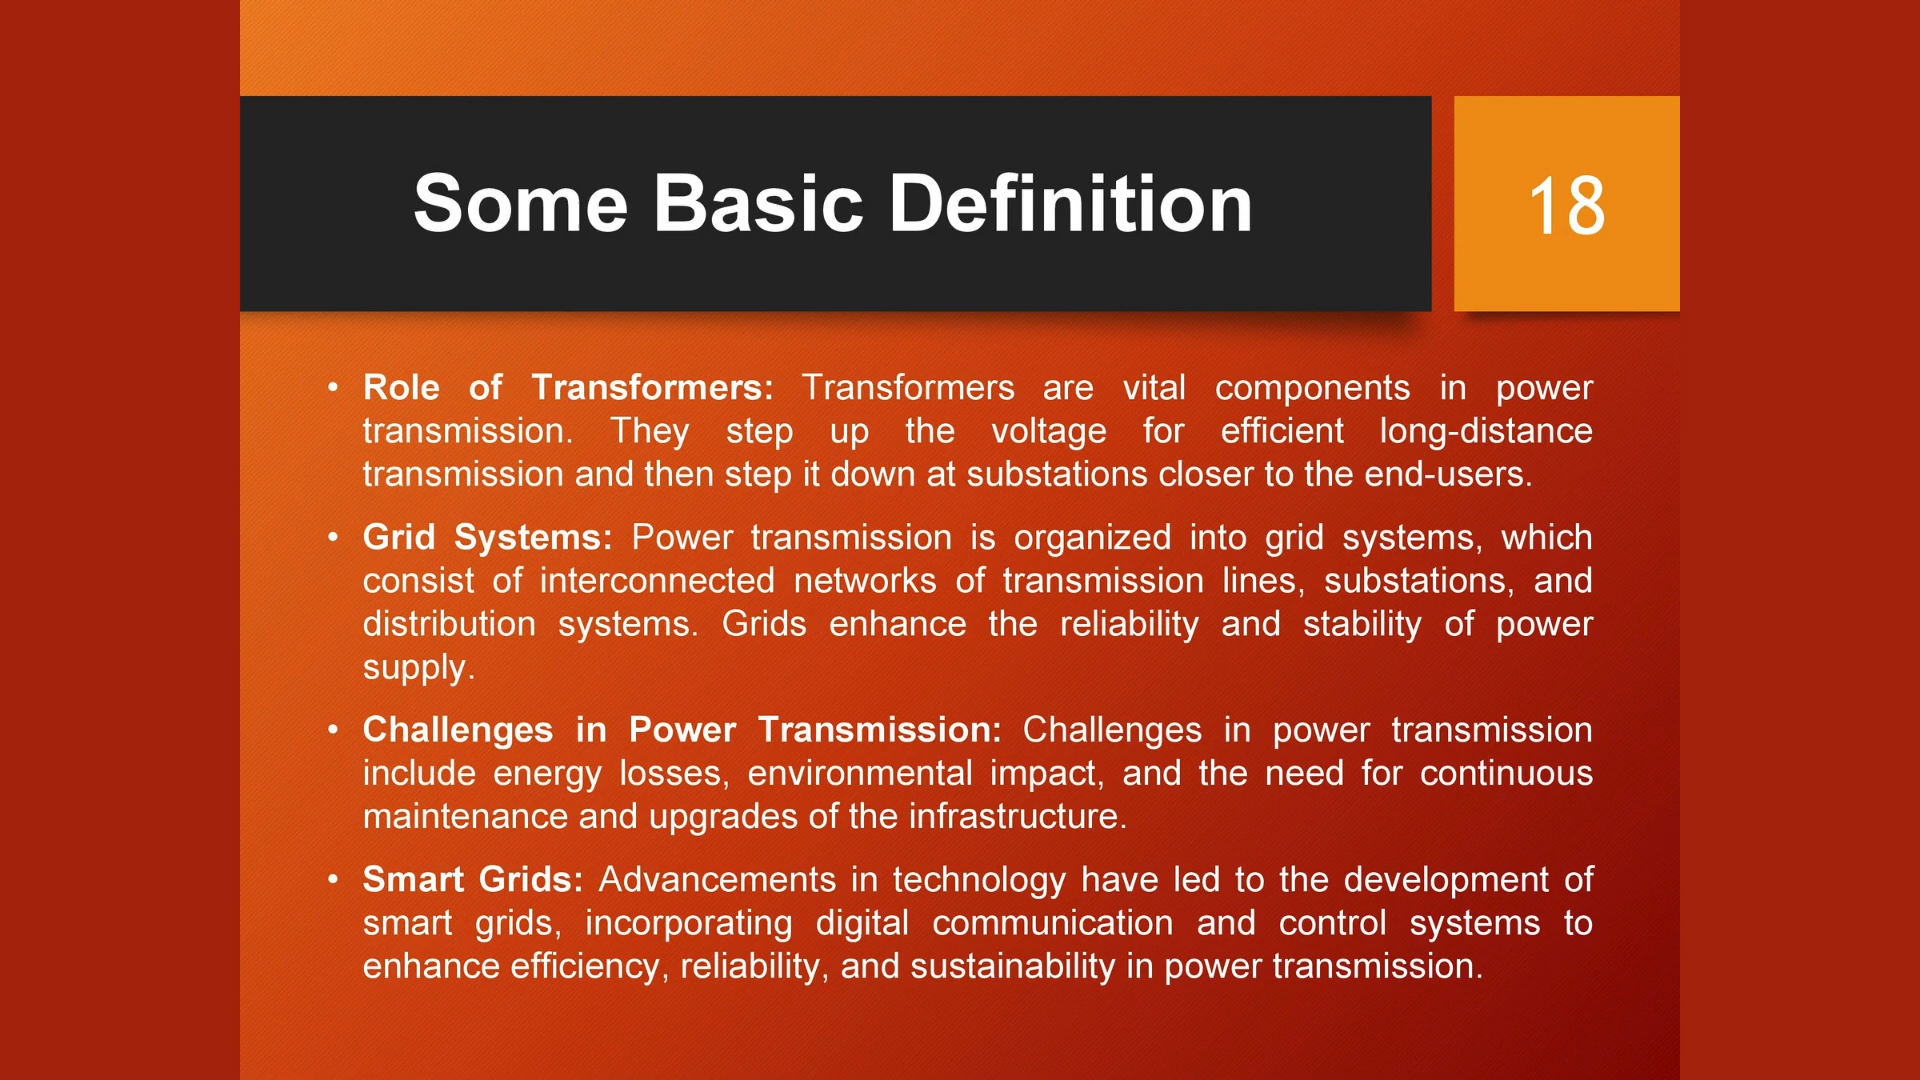 Some Basic Definition
18
• Role of Transformers: Transformers are vital components in power
transmission. They step up the voltage for efficient long-distance
transmission and then step it down at substations closer to the end-users.
• Grid Systems: Power transmission is organized into grid systems, which
consist of interconnected networks of transmission lines, substations, and
distribution systems. Grids enhance the reliability and stability of power
supply.
• Challenges in Power Transmission: Challenges in power transmission
include energy losses, environmental impact, and the need for continuous
maintenance and upgrades of the infrastructure.
• Smart Grids: Advancements in technology have led to the development of
smart grids, incorporating digital communication and control systems to
enhance efficiency, reliability, and sustainability in power transmission.